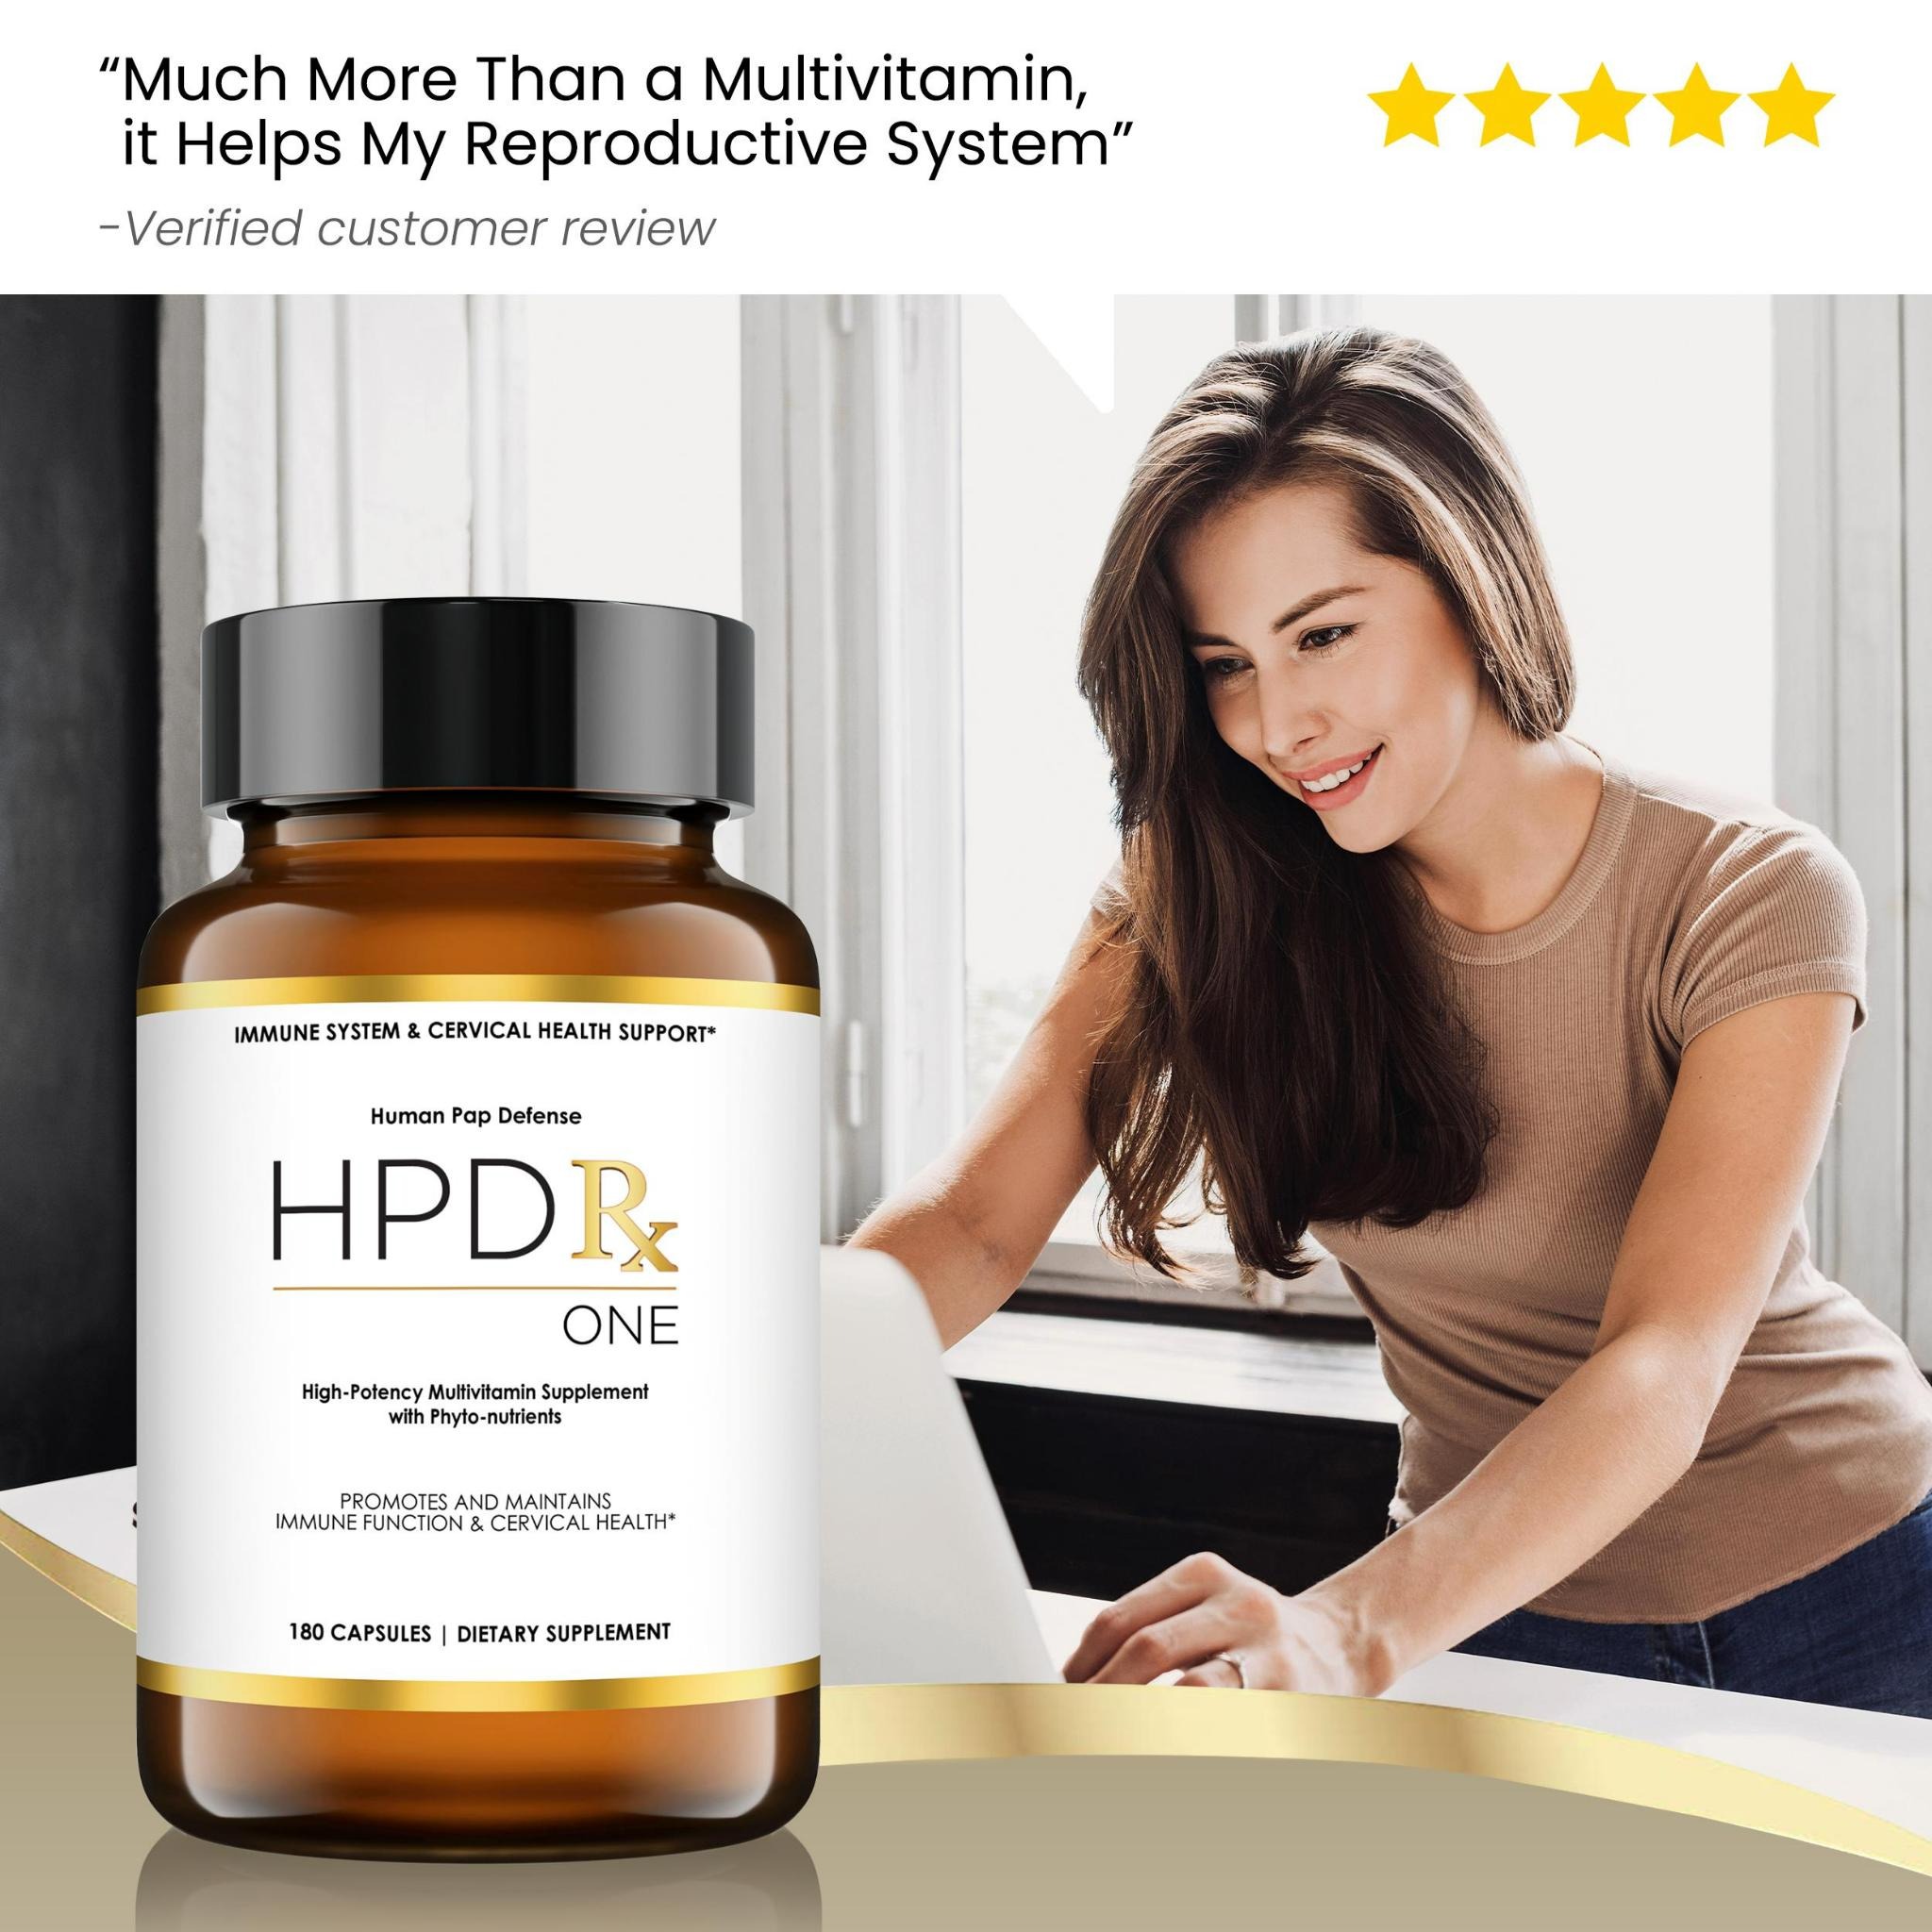 “Much More Than a Multivitamin,
it Helps My Reproductive System”
-Verified customer review
IMMUNE SYSTEM & CERVICAL HEALTH SUPPORT*
Human Pap Defense
HPDRx
ONE
High-Potency Multivitamin Supplement
with Phyto-nutrients
PROMOTES AND MAINTAINS
IMMUNE FUNCTION & CERVICAL HEALTH*
180 CAPSULES | DIETARY SUPPLEMENT